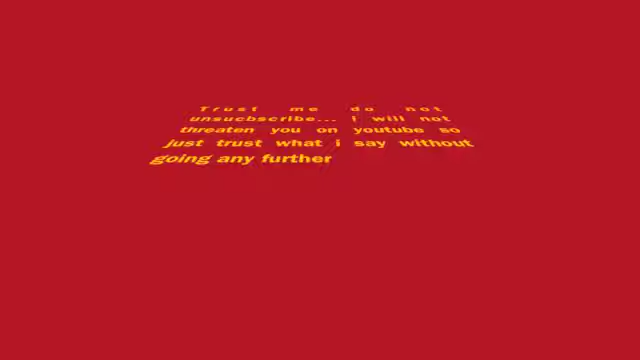 Trust me do not
unsucbscribe... I will not
threaten you on youtube so
just trust what i say without
going any further